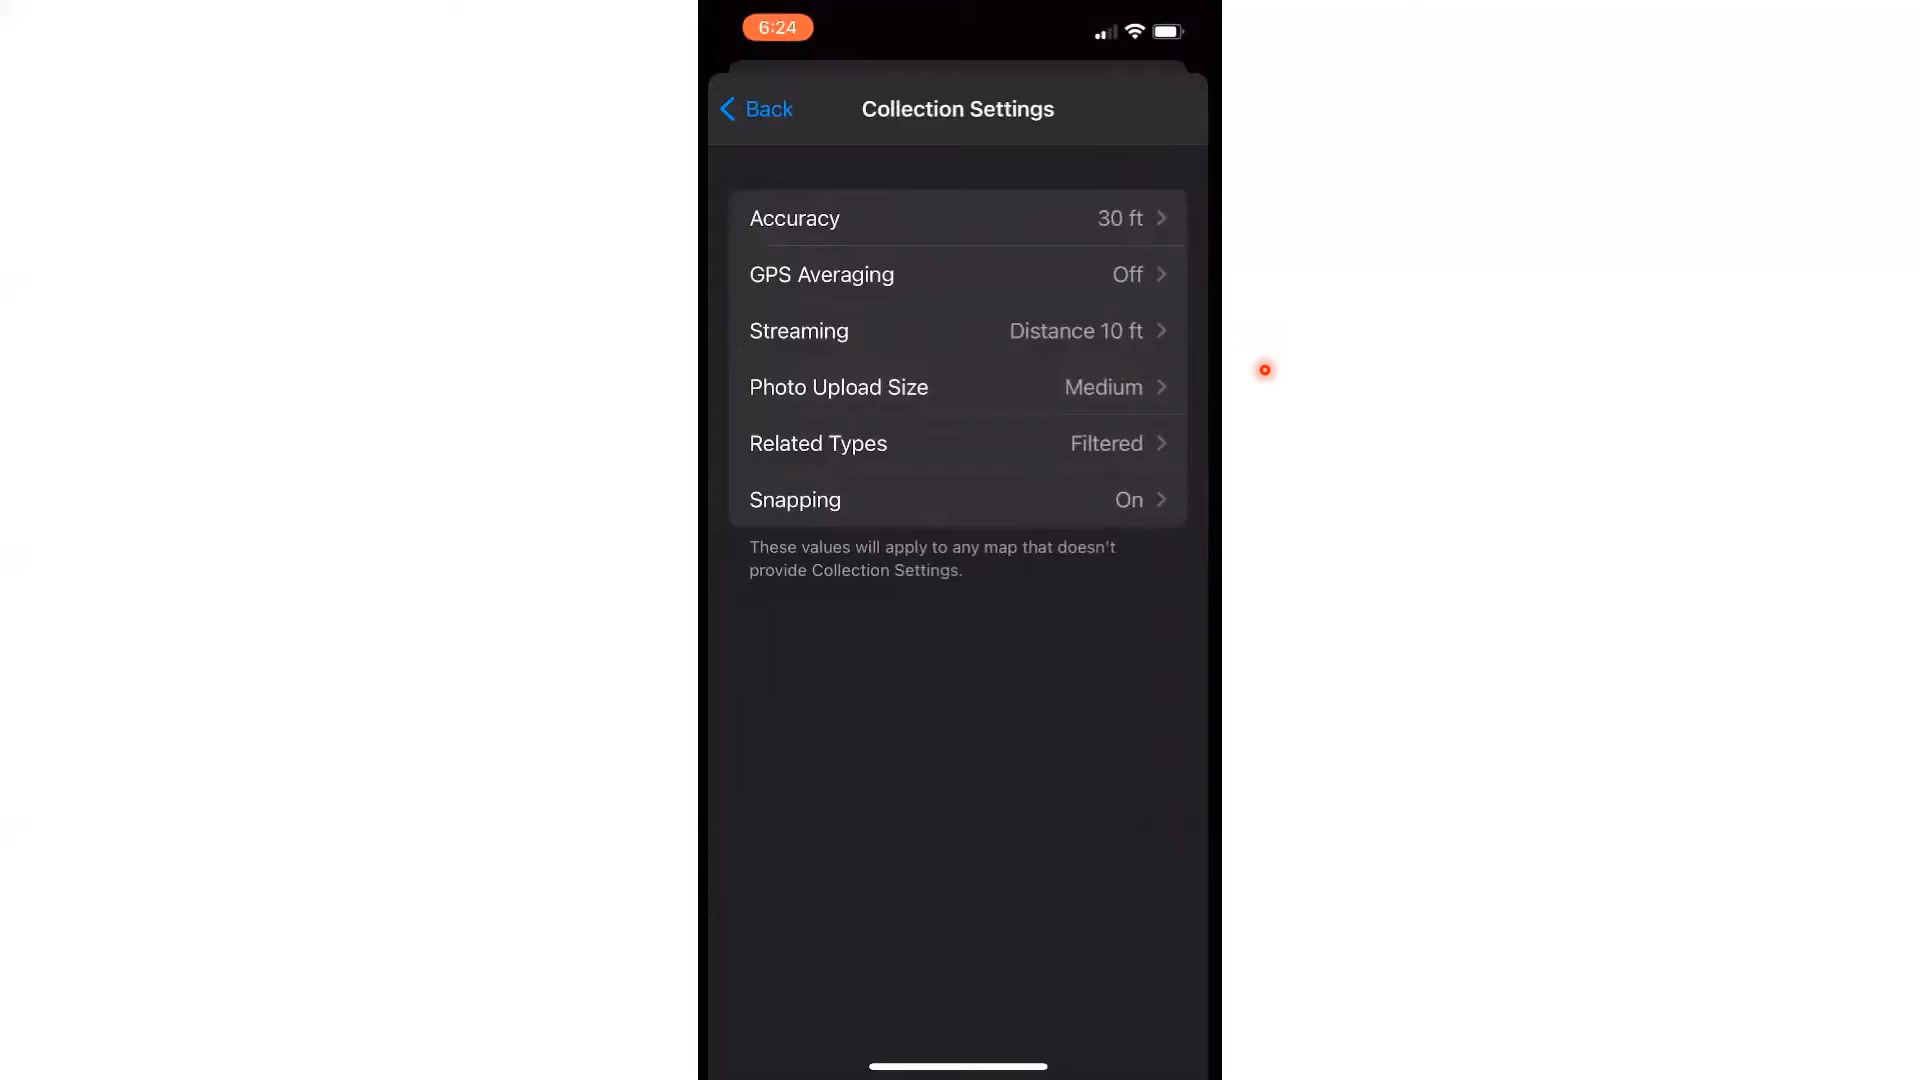 6:24
Back
Collection Settings
Accuracy 30 ft
GPS Averaging Off
Streaming Distance 10 ft
Photo Upload Size Medium
Related Types Filtered
Snapping On
These values will apply to any map that doesn't
provide Collection Settings.